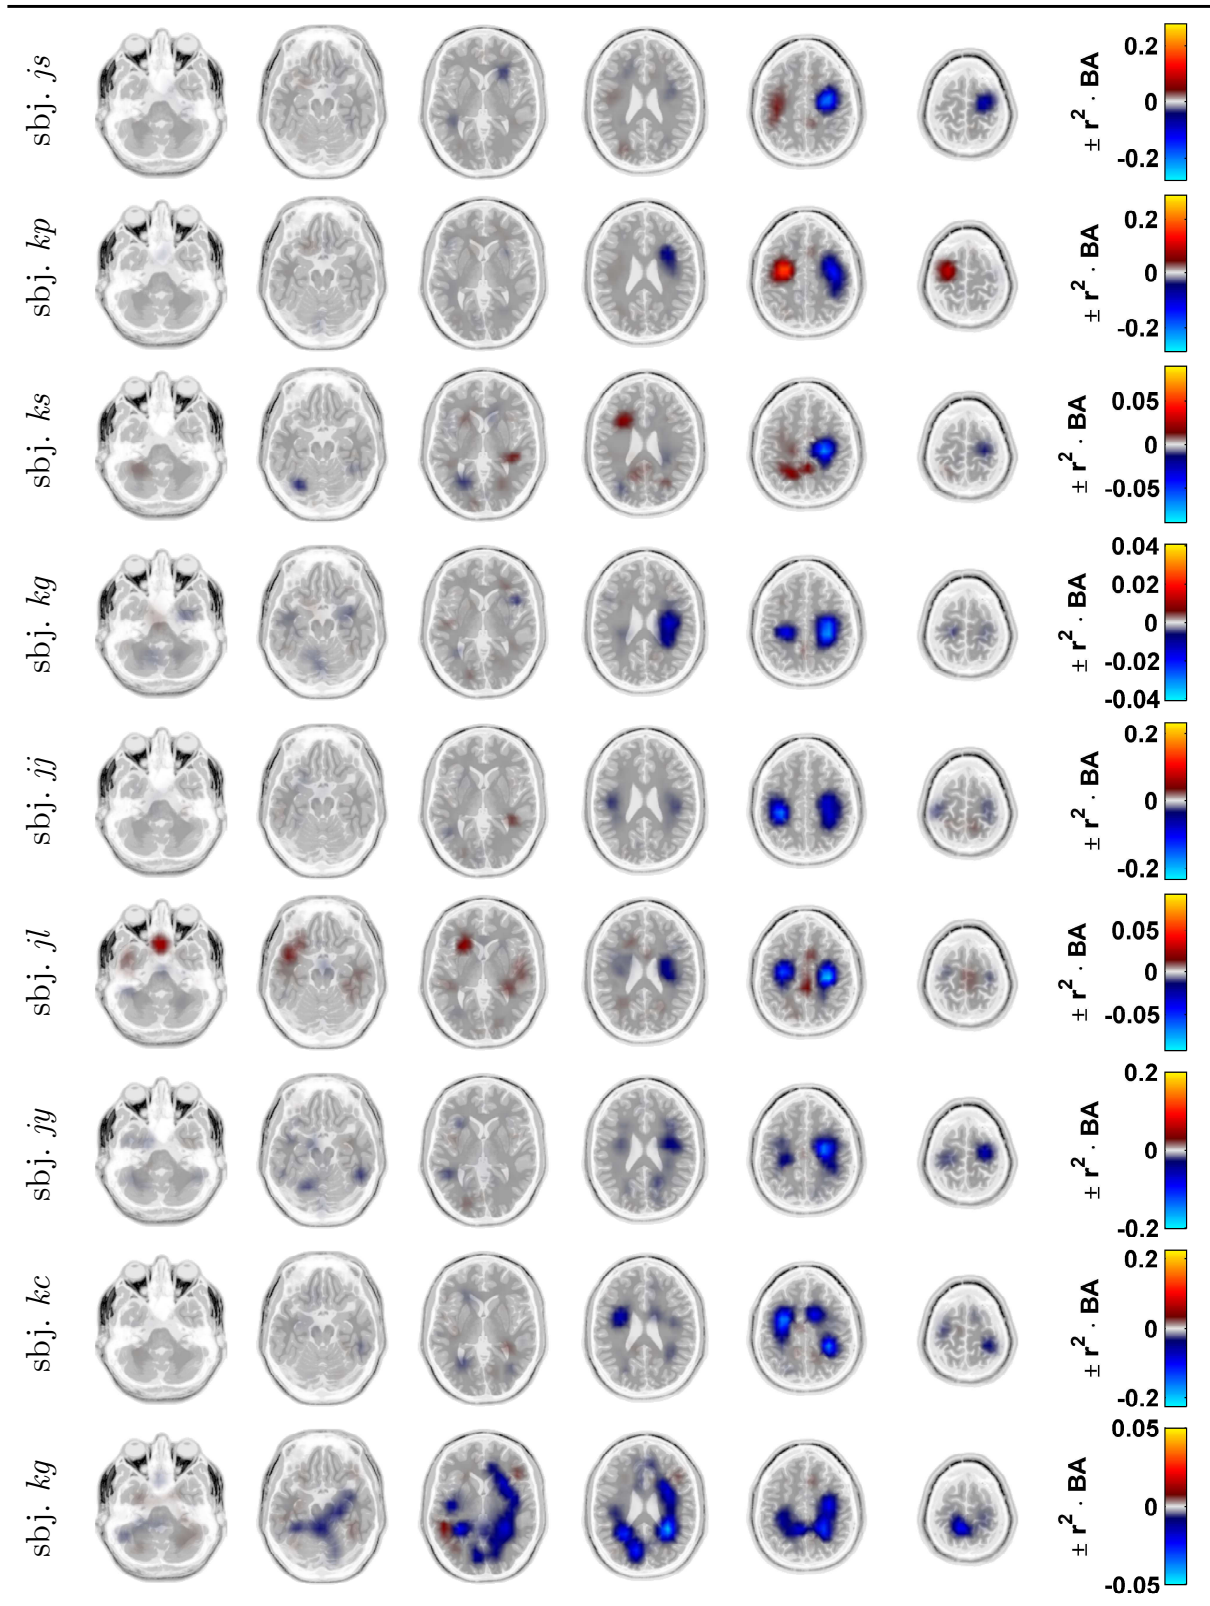 sbj. js
0.2
0
-0.2
± r² · BA
sbj. kp
0.2
0
-0.2
± r² · BA
sbj. ks
0.05
0
-0.05
± r² · BA
sbj. kg
0.04
0.02
0
-0.02
-0.04
± r² · BA
sbj. jj
0.2
0
-0.2
± r² · BA
sbj. jl
0.05
0
-0.05
± r² · BA
sbj. jy
0.2
0
-0.2
± r² · BA
sbj. kc
0.2
0
-0.2
± r² · BA
sbj. kg
0.05
0
-0.05
± r² · BA